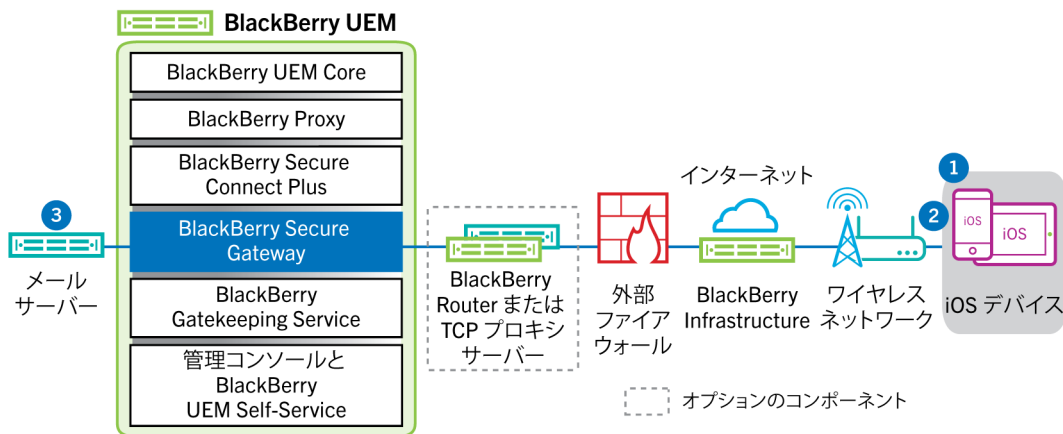 BlackBerry UEM
BlackBerry UEM Core
BlackBerry Proxy
BlackBerry Secure
Connect Plus
BlackBerry Secure
Gateway
BlackBerry
Gatekeeping Service
管理コンソールと
BlackBerry
UEM Self-Service
3
メール
サーバー
BlackBerry
Router または
TCP プロキシ
サーバー
外部
ファイア
ウォール
インターネット
BlackBerry
Infrastructure
ワイヤレス
ネットワーク
2
1
iOS
iOS
iOS デバイス
オプションのコンポーネント